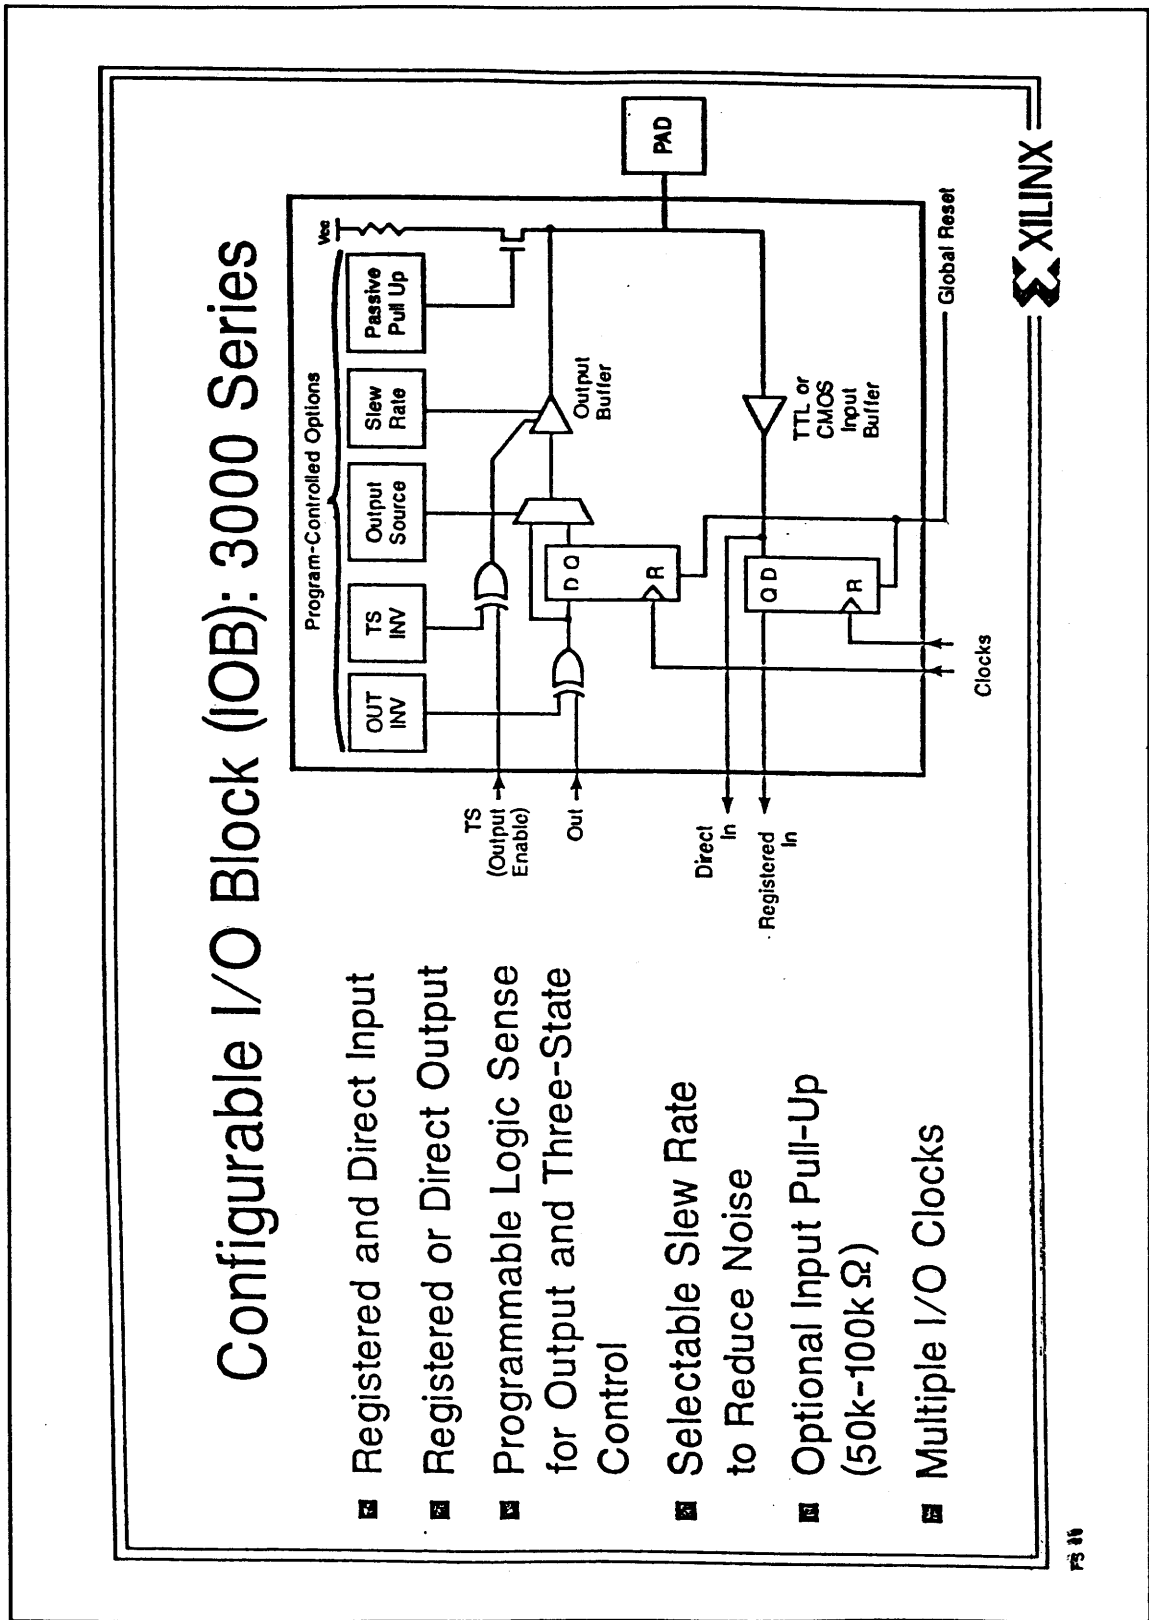 Configurable I/O Block (IOB): 3000 Series
■ Registered and Direct Input
■ Registered or Direct Output
■ Programmable Logic Sense
for Output and Three-State
Control
■ Selectable Slew Rate
to Reduce Noise
■ Optional Input Pull-Up
(50k-100kΩ)
■ Multiple I/O Clocks
Program-Controlled Options
OUT
INV
TS
INV
Output
Source
Slew
Rate
Passive
Pull Up
Vcc
TS
(Output
Enable)
Out
D Q
R
Output
Buffer
PAD
Direct
In
Registered
In
Q D
R
TTL or
CMOS
Input
Buffer
Clocks
Global Reset
XILINX